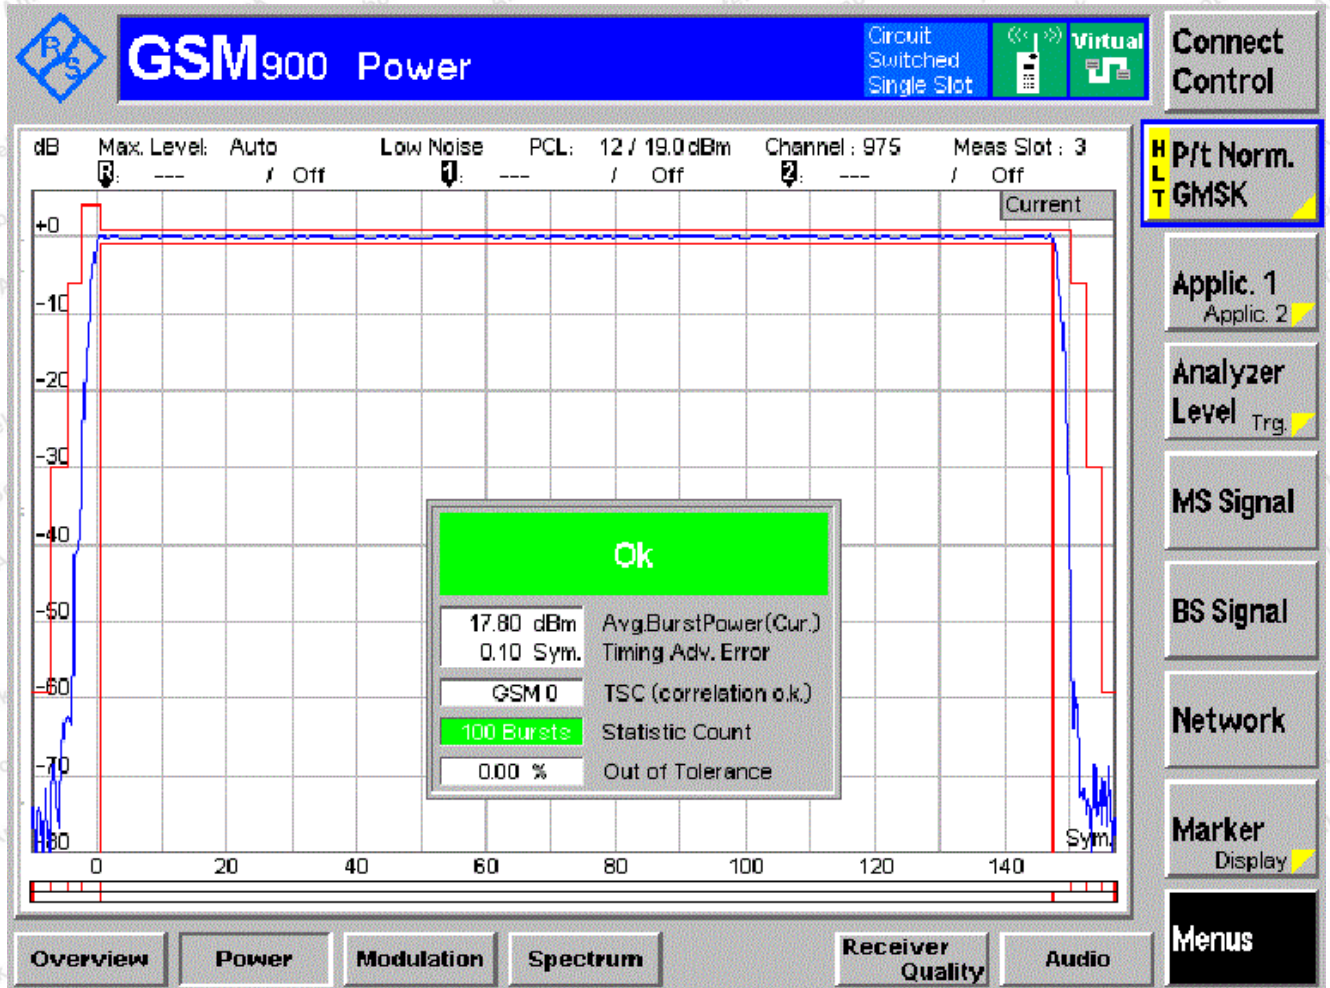 R/S
GSM900 Power
Circuit
Switched
Single Slot
Virtual
Connect
Control
dB Max. Level: Auto Low Noise PCL: 12 / 19.0 dBm Channel : 975 Meas Slot : 3
R: --- / Off 1: --- / Off 2: --- / Off
Current
+0
-10
-20
-30
-40
-50
-60
-70
-80
Ok
17.80 dBm Avg.BurstPower(Cur.)
0.10 Sym. Timing Adv. Error
GSM 0 TSC (correlation o.k.)
100 Bursts Statistic Count
0.00 % Out of Tolerance
Sym.
0 20 40 60 80 100 120 140
HLT
P/t Norm.
GMSK
Applic. 1
Applic. 2
Analyzer
Level Trg.
MS Signal
BS Signal
Network
Marker
Display
Menus
Overview Power Modulation Spectrum Receiver Quality Audio